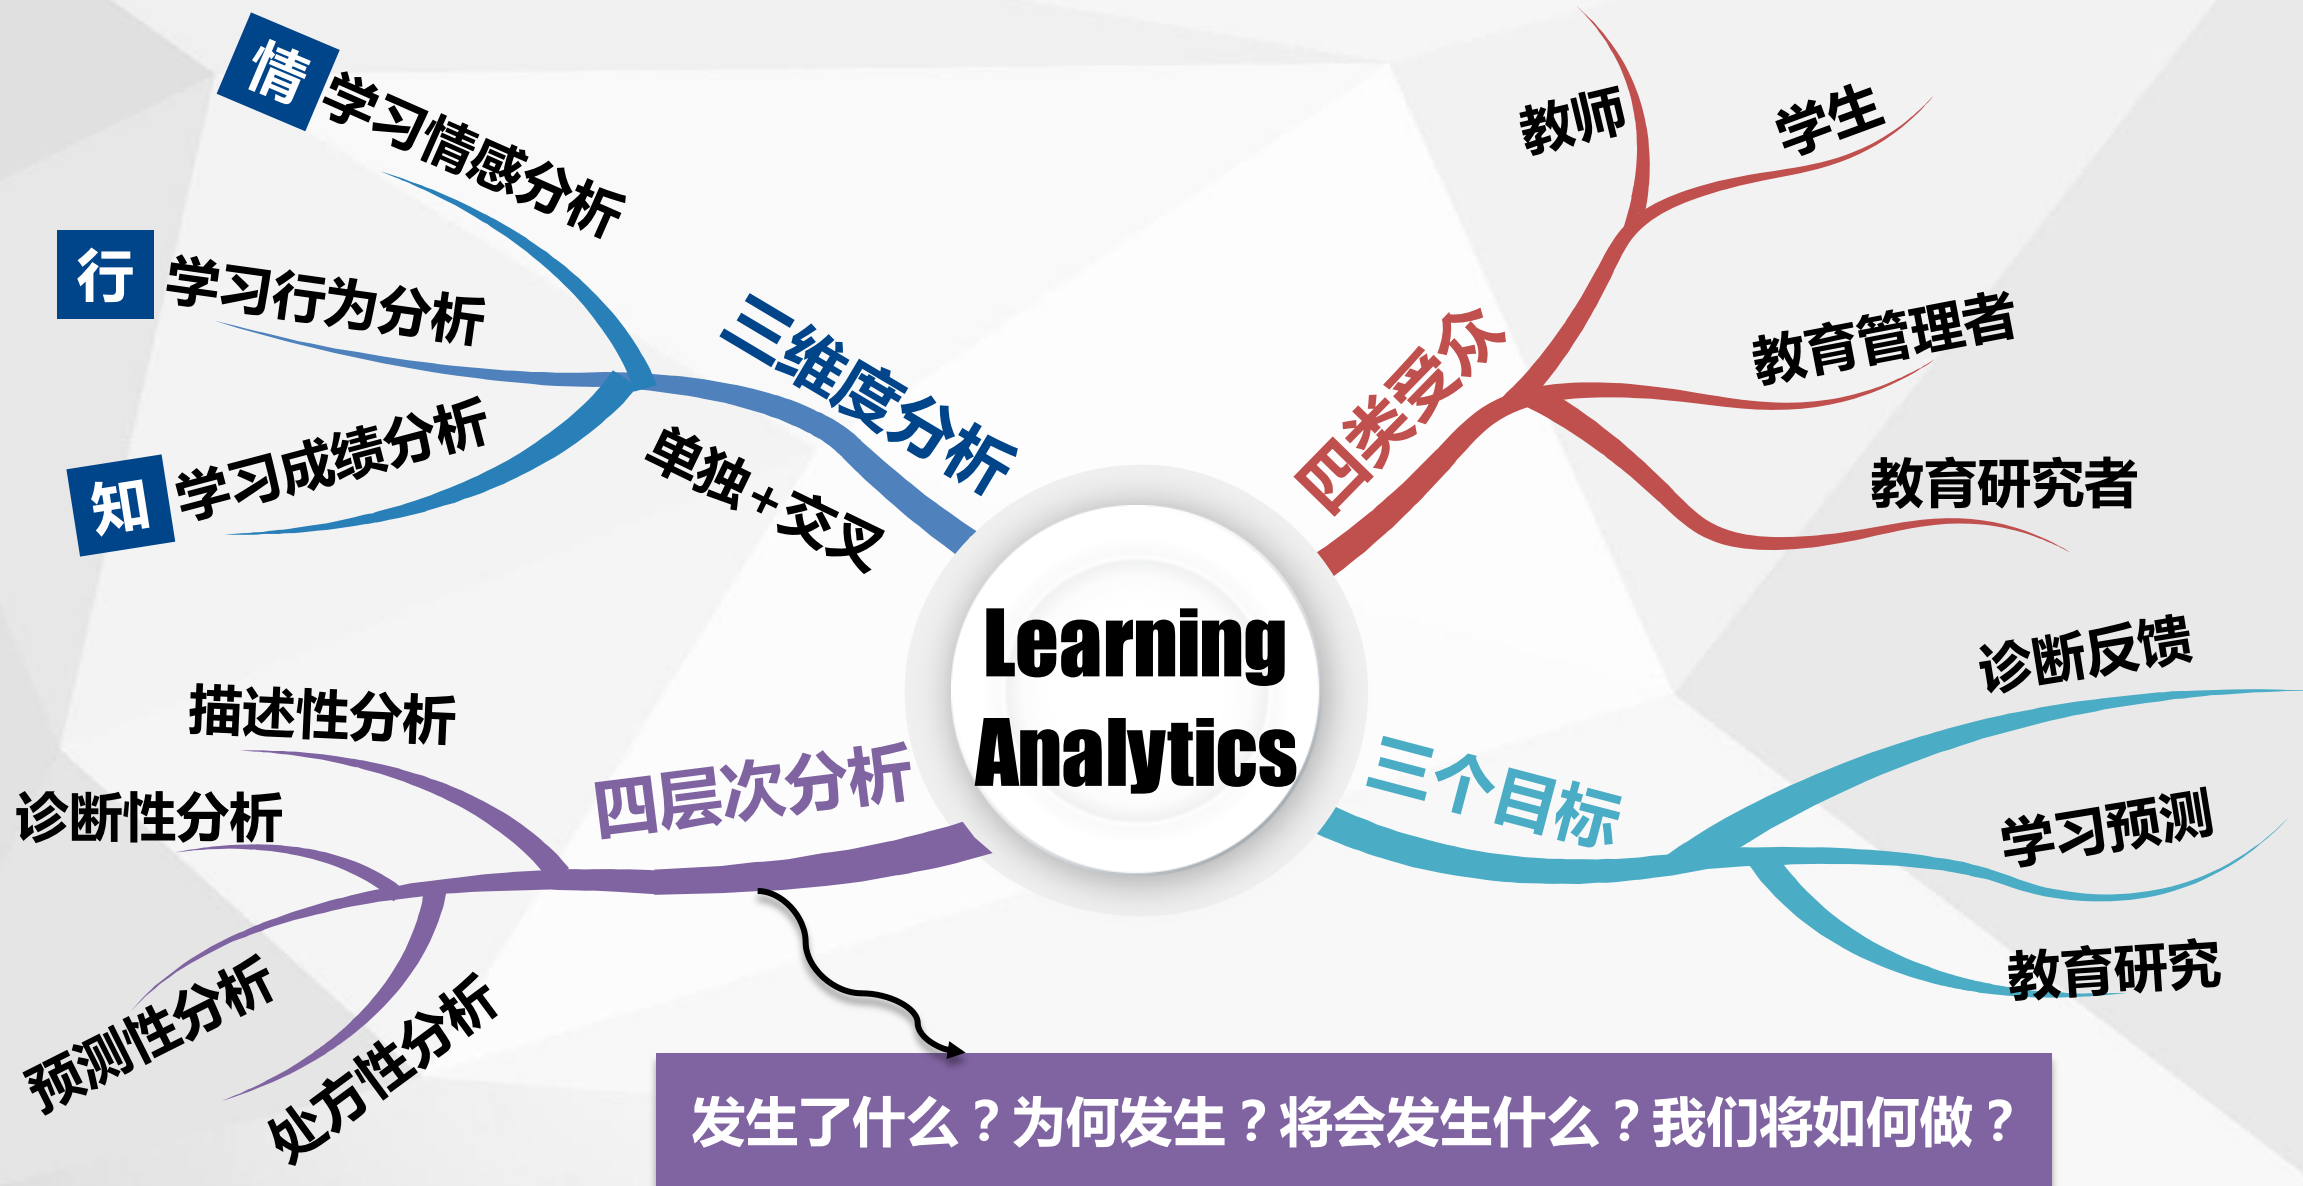 情
学习情感分析
行
学习行为分析
知
学习成绩分析
三维度分析
单独+交叉
四类受众
教师
学生
教育管理者
教育研究者
Learning
Analytics
四层次分析
描述性分析
诊断性分析
预测性分析
处方性分析
三个目标
诊断反馈
学习预测
教育研究
发生了什么？为何发生？将会发生什么？我们将如何做？